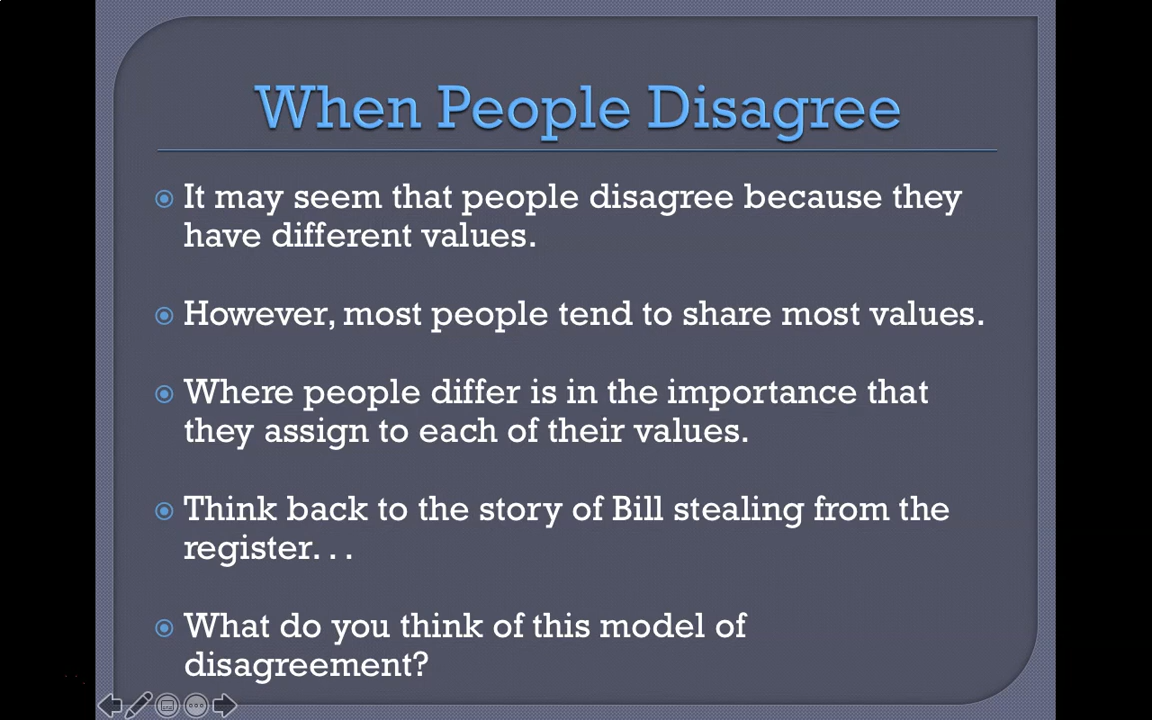 When People Disagree
It may seem that people disagree because they
have different values.
However, most people tend to share most values.
Where people differ is in the importance that
they assign to each of their values.
Think back to the story of Bill stealing from the
register. . .
What do you think of this model of
disagreement?